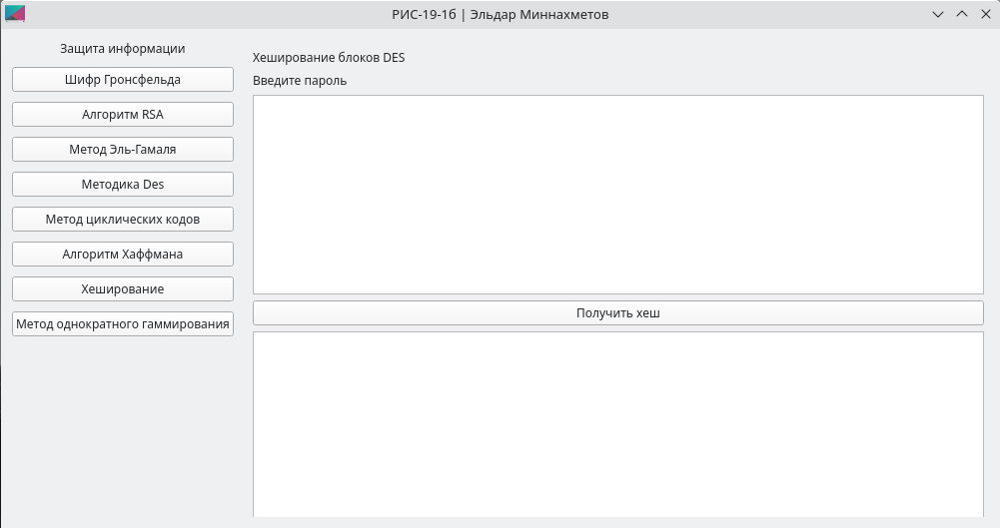 РИС-19-1б | Эльдар Миннахметов
Защита информации
Шифр Гронсфельда
Алгоритм RSA
Метод Эль-Гамаля
Методика Des
Метод циклических кодов
Алгоритм Хаффмана
Хеширование
Метод однократного гаммирования
Хеширование блоков DES
Введите пароль
Получить хеш